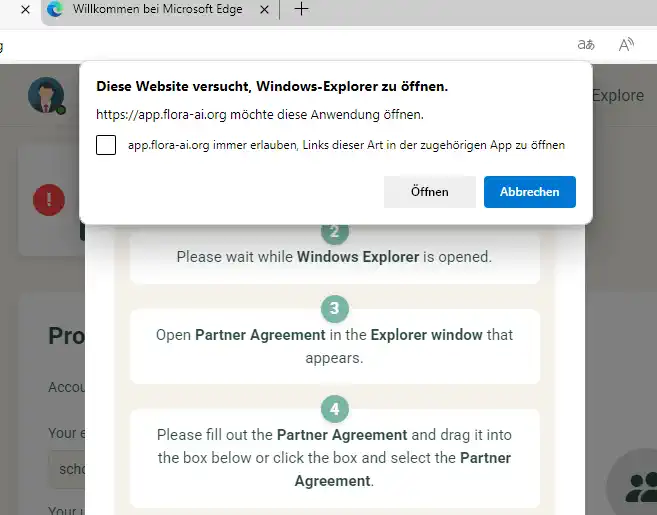 Willkommen bei Microsoft Edge
Diese Website versucht, Windows-Explorer zu öffnen.
https://app.flora-ai.org möchte diese Anwendung öffnen.
app.flora-ai.org immer erlauben, Links dieser Art in der zugehörigen App zu öffnen
Öffnen
Abbrechen
Explore
2
Please wait while Windows Explorer is opened.
3
Open Partner Agreement in the Explorer window that
appears.
4
Please fill out the Partner Agreement and drag it into
the box below or click the box and select the Partner
Agreement.
Pro
Accou
Your e
scho
Your u